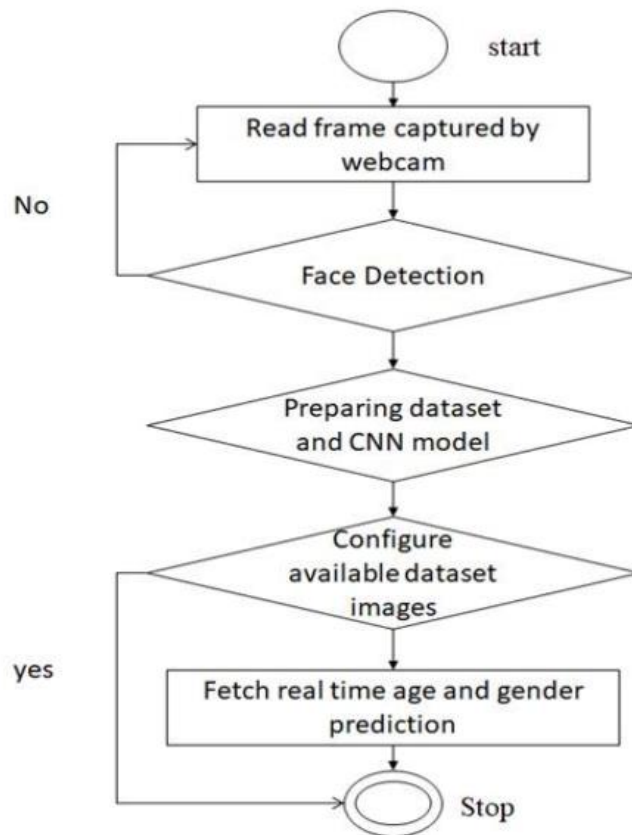 start
Read frame captured by
webcam
No
Face Detection
Preparing dataset
and CNN model
Configure
available dataset
images
yes
Fetch real time age and gender
prediction
Stop